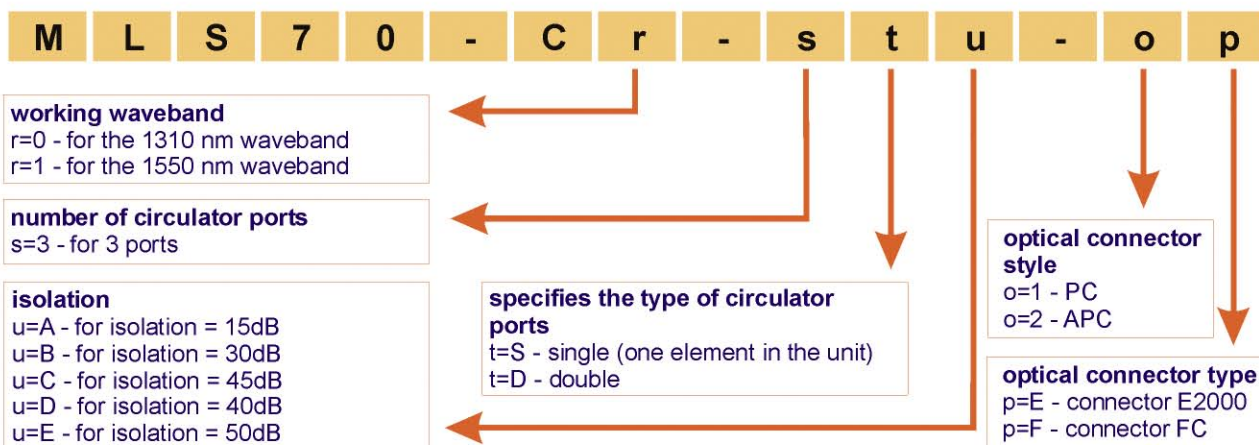 M L S 7 0 - C r - s t u - o p
working waveband
r=0 - for the 1310 nm waveband
r=1 - for the 1550 nm waveband
number of circulator ports
s=3 - for 3 ports
isolation
u=A - for isolation = 15dB
u=B - for isolation = 30dB
u=C - for isolation = 45dB
u=D - for isolation = 40dB
u=E - for isolation = 50dB
specifies the type of circulator
ports
t=S - single (one element in the unit)
t=D - double
optical connector
style
o=1 - PC
o=2 - APC
optical connector type
p=E - connector E2000
p=F - connector FC